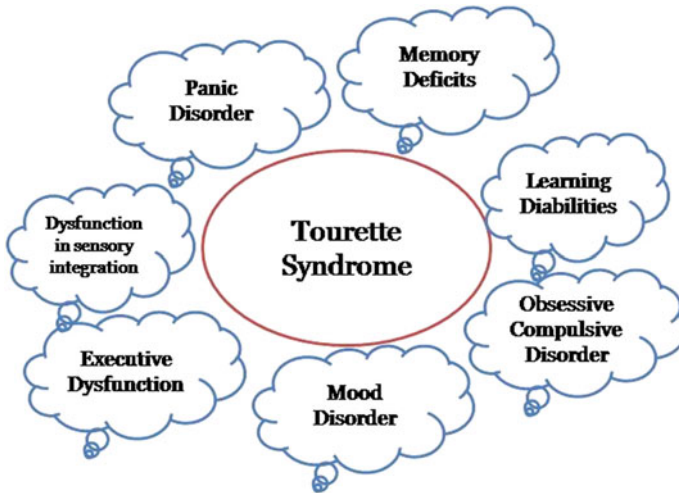 Memory
Deficits
Panic
Disorder
Learning
Diabilities
Dysfunction
in sensory
integration
Tourette
Syndrome
Obsessive
Compulsive
Disorder
Executive
Dysfunction
Mood
Disorder